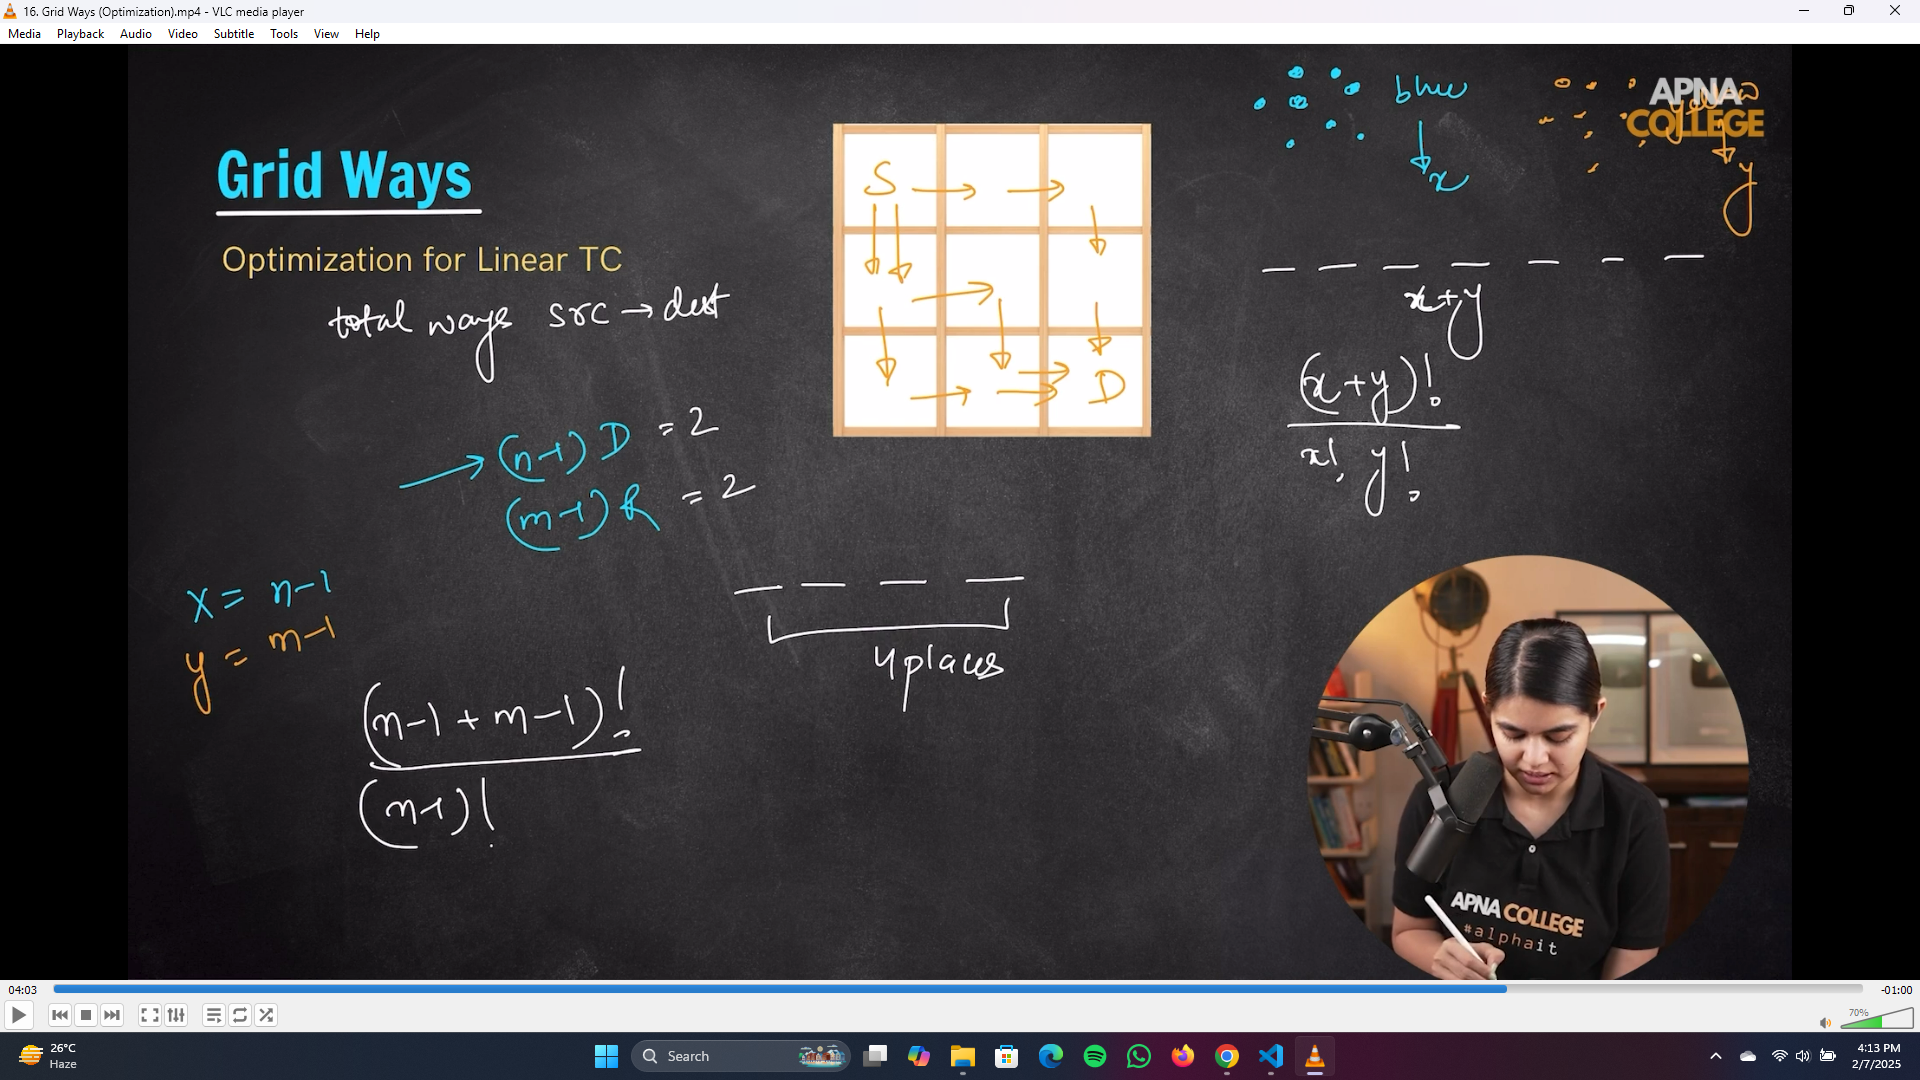 16. Grid Ways (Optimization).mp4 - VLC media player
Media Playback Audio Video Subtitle Tools View Help
blue
APNA
COLLEGE
x
y
Grid Ways
Optimization for Linear TC
total ways src → dest
S
D
x+y
(x+y)!
x! y!
→ (n-1) D = 2
(m-1) R = 2
x = n-1
y = m-1
4 places
(n-1 + m-1)!
(n-1)!
APNA COLLEGE
#alphait
04:03
-01:00
70%
26°C
Haze
Search
4:13 PM
2/7/2025